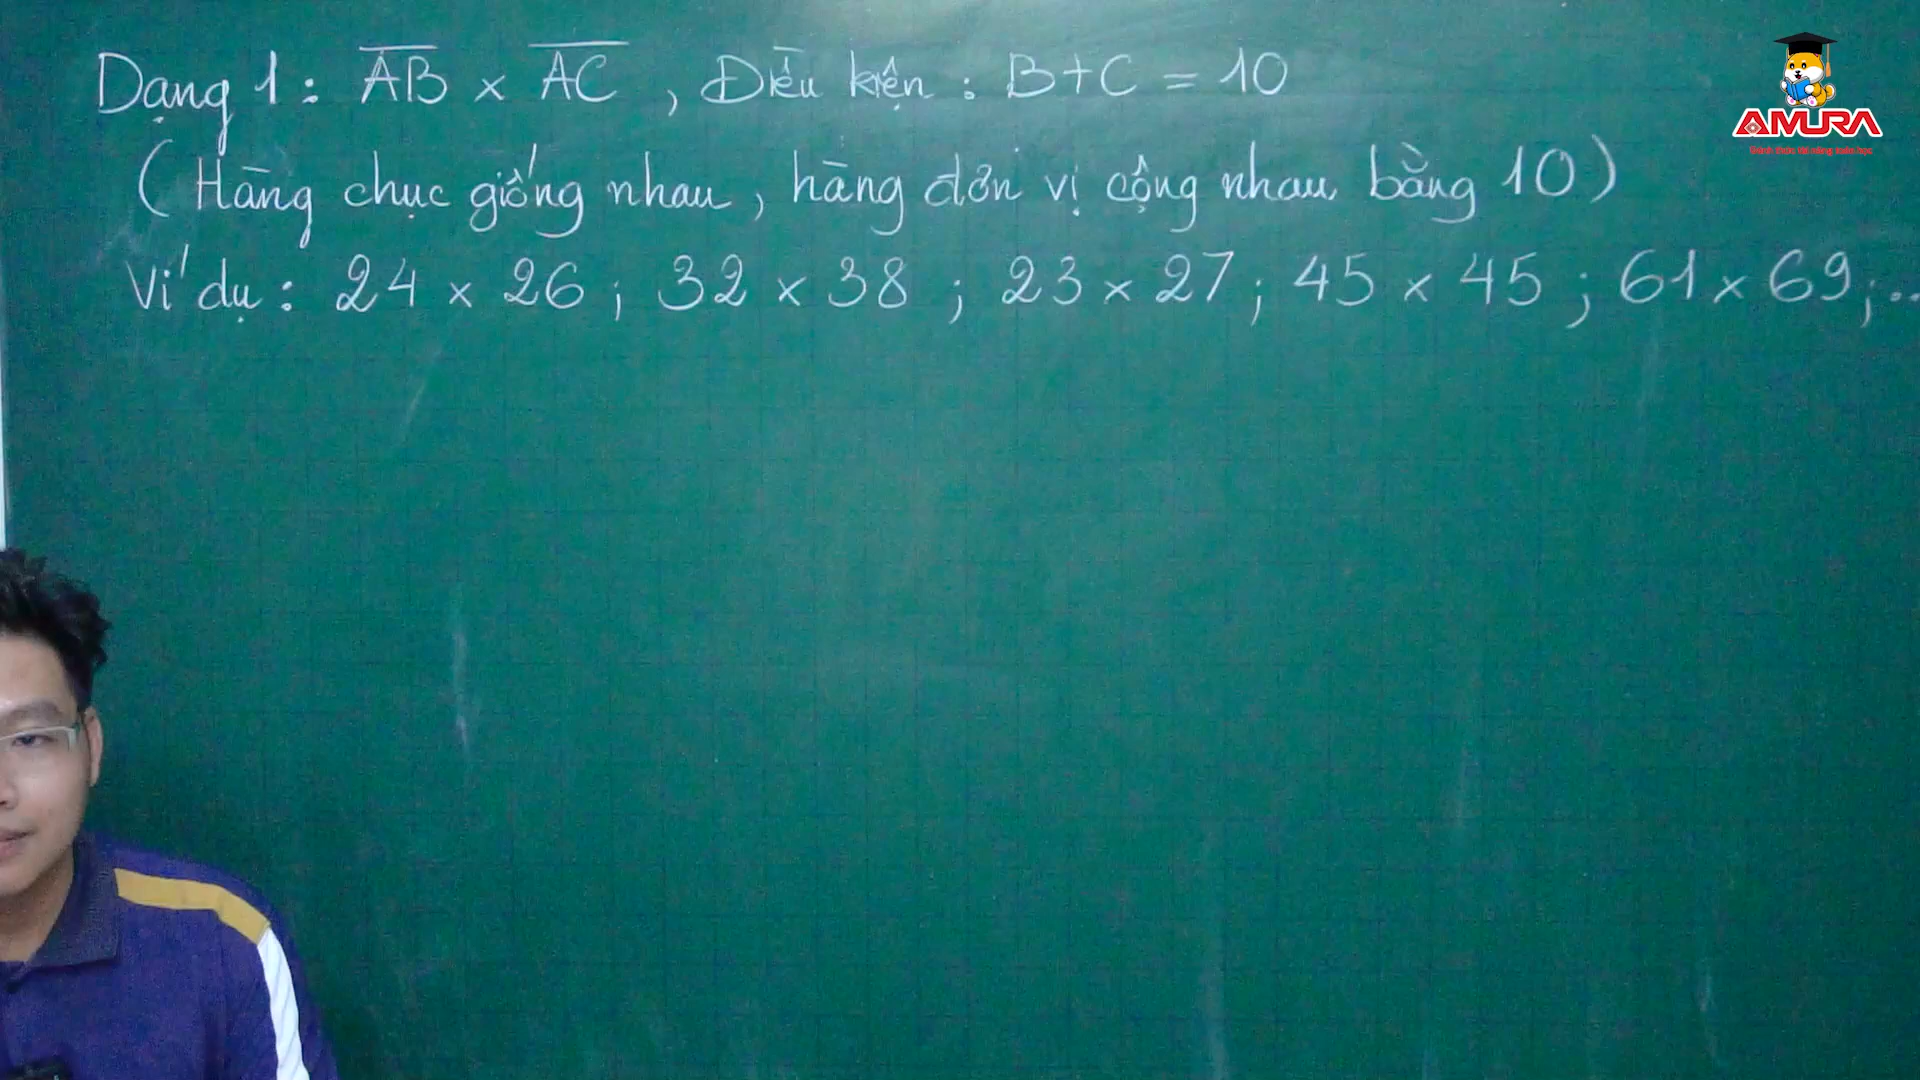 Dạng 1: AB × AC , Điều kiện : B+C = 10
(Hàng chục giống nhau, hàng đơn vị cộng nhau bằng 10)
Ví dụ: 24 × 26 ; 32 × 38 ; 23 × 27 ; 45 × 45 ; 61 × 69 ;...
AMURA